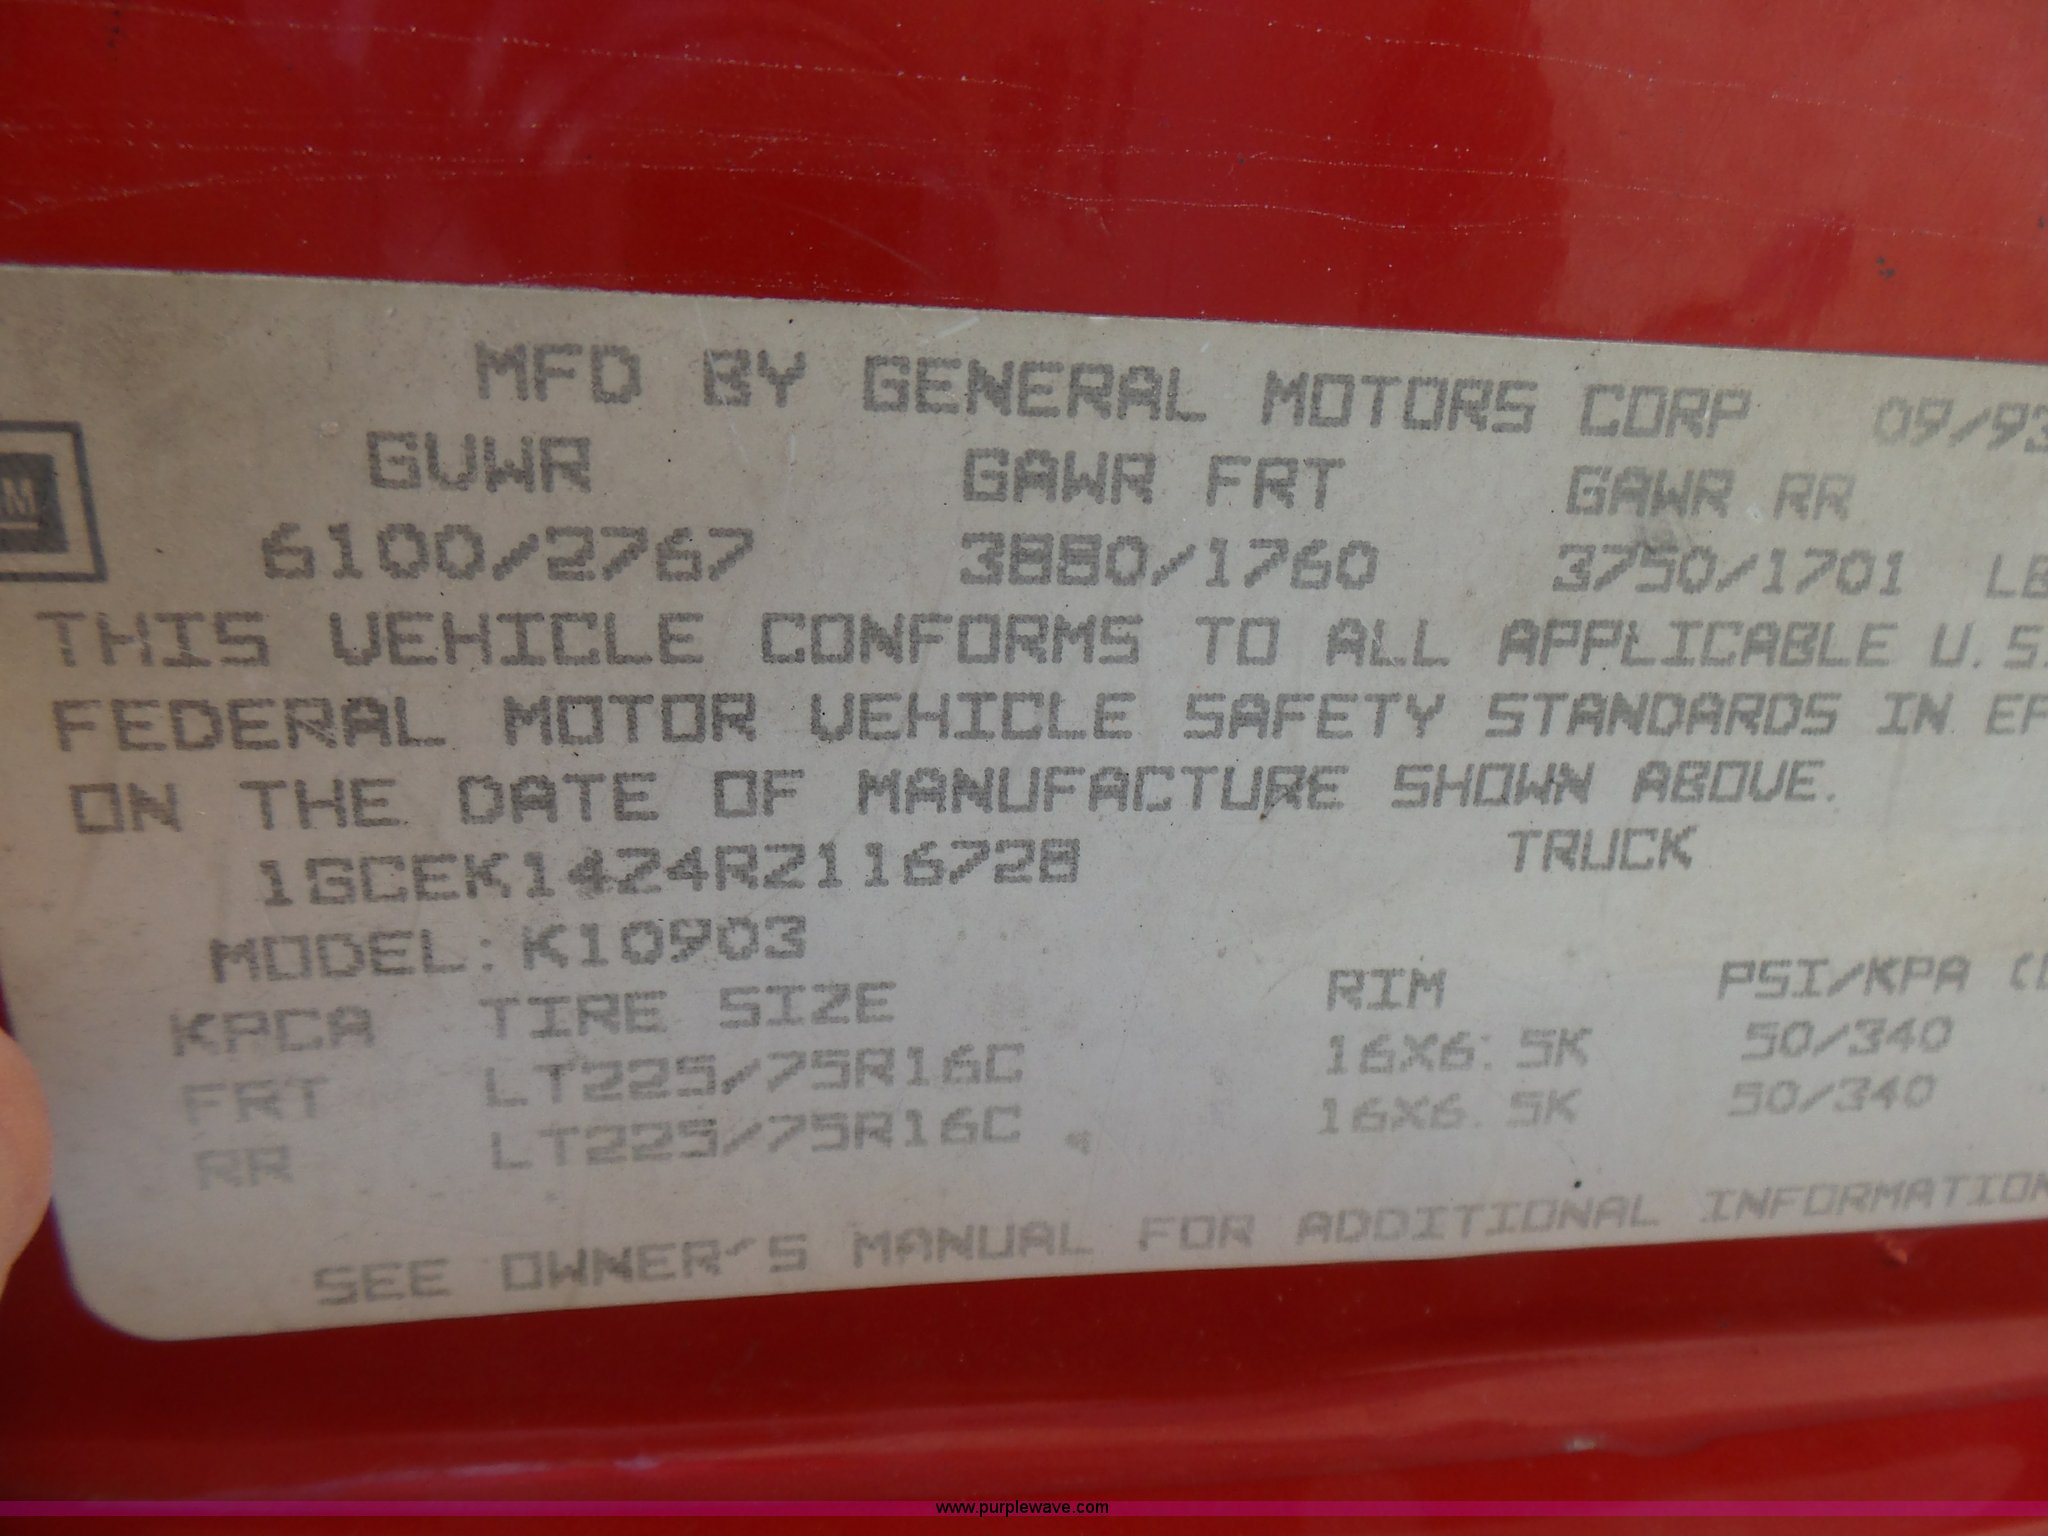 MFD BY GENERAL MOTORS CORP 09/93
GVWR GAWR FRT GAWR RR
6100/2767 3880/1760 3750/1701 LB
THIS VEHICLE CONFORMS TO ALL APPLICABLE U.S.
FEDERAL MOTOR VEHICLE SAFETY STANDARDS IN EF
ON THE DATE OF MANUFACTURE SHOWN ABOVE.
1GCEK14Z4RZ116728 TRUCK
MODEL: K10903
KPCA TIRE SIZE RIM PSI/KPA (
FRT LT225/75R16C 16X6.5K 50/340
RR LT225/75R16C 16X6.5K 50/340
SEE OWNER'S MANUAL FOR ADDITIONAL INFORMATION
www.purplewave.com